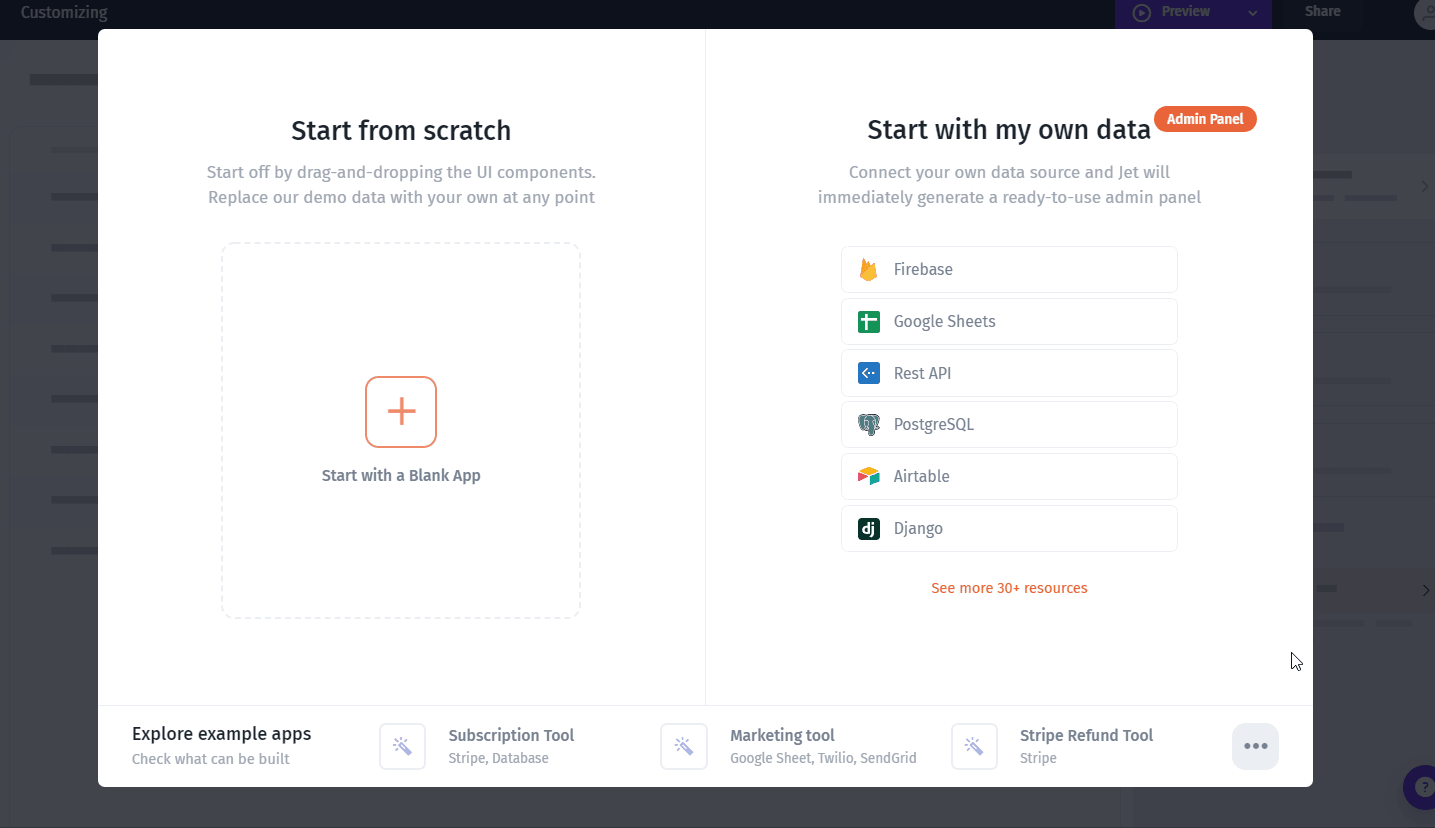 Customizing
Preview
Share
Start from scratch
Start off by drag-and-dropping the UI components.
Replace our demo data with your own at any point
Start with a Blank App
Start with my own data
Admin Panel
Connect your own data source and Jet will
immediately generate a ready-to-use admin panel
Firebase
Google Sheets
Rest API
PostgreSQL
Airtable
dj Django
See more 30+ resources
Explore example apps
Check what can be built
Subscription Tool
Stripe, Database
Marketing tool
Google Sheet, Twilio, SendGrid
Stripe Refund Tool
Stripe
?